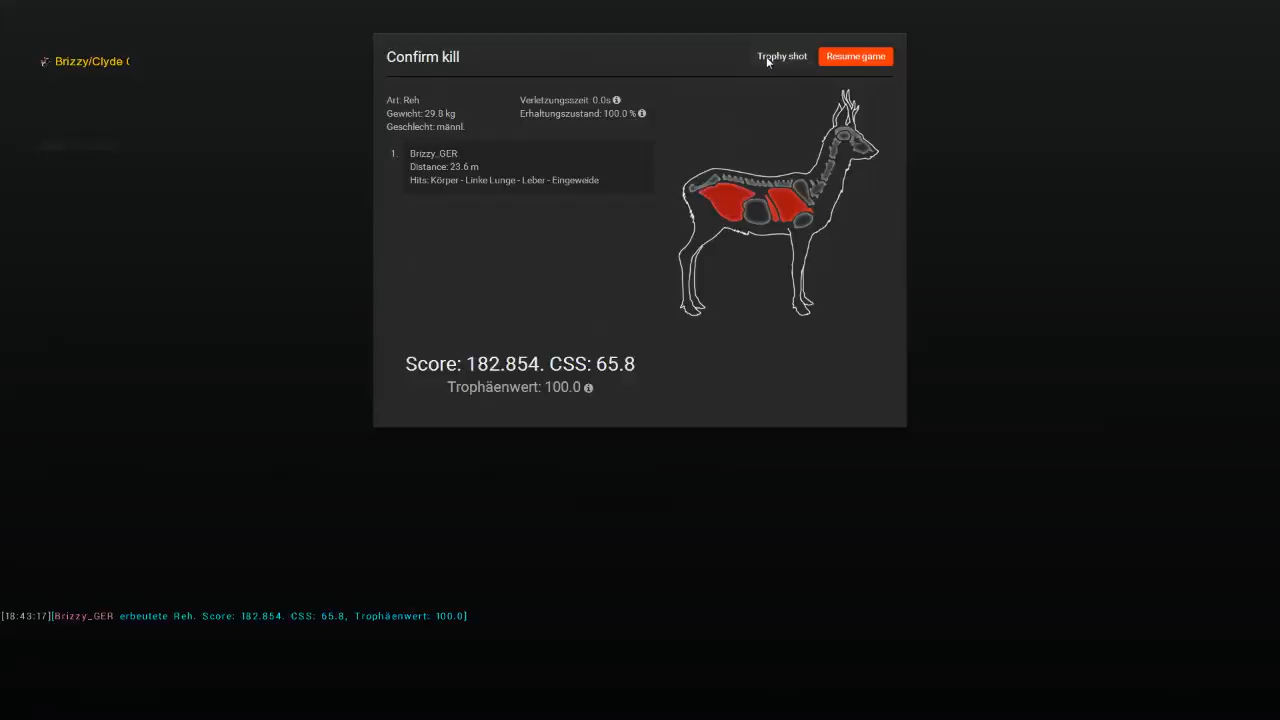 Brizzy/Clyde (
Confirm kill
Trophy shot
Resume game
Art: Reh
Gewicht: 29.8 kg
Geschlecht: männl.
Verletzungszeit: 0.0s
Erhaltungszustand: 100.0 %
1. Brizzy_GER
Distance: 23.6 m
Hits: Körper - Linke Lunge - Leber - Eingeweide
Score: 182.854. CSS: 65.8
Trophäenwert: 100.0
[18:43:17][Brizzy_GER erbeutete Reh. Score: 182.854. CSS: 65.8, Trophäenwert: 100.0]